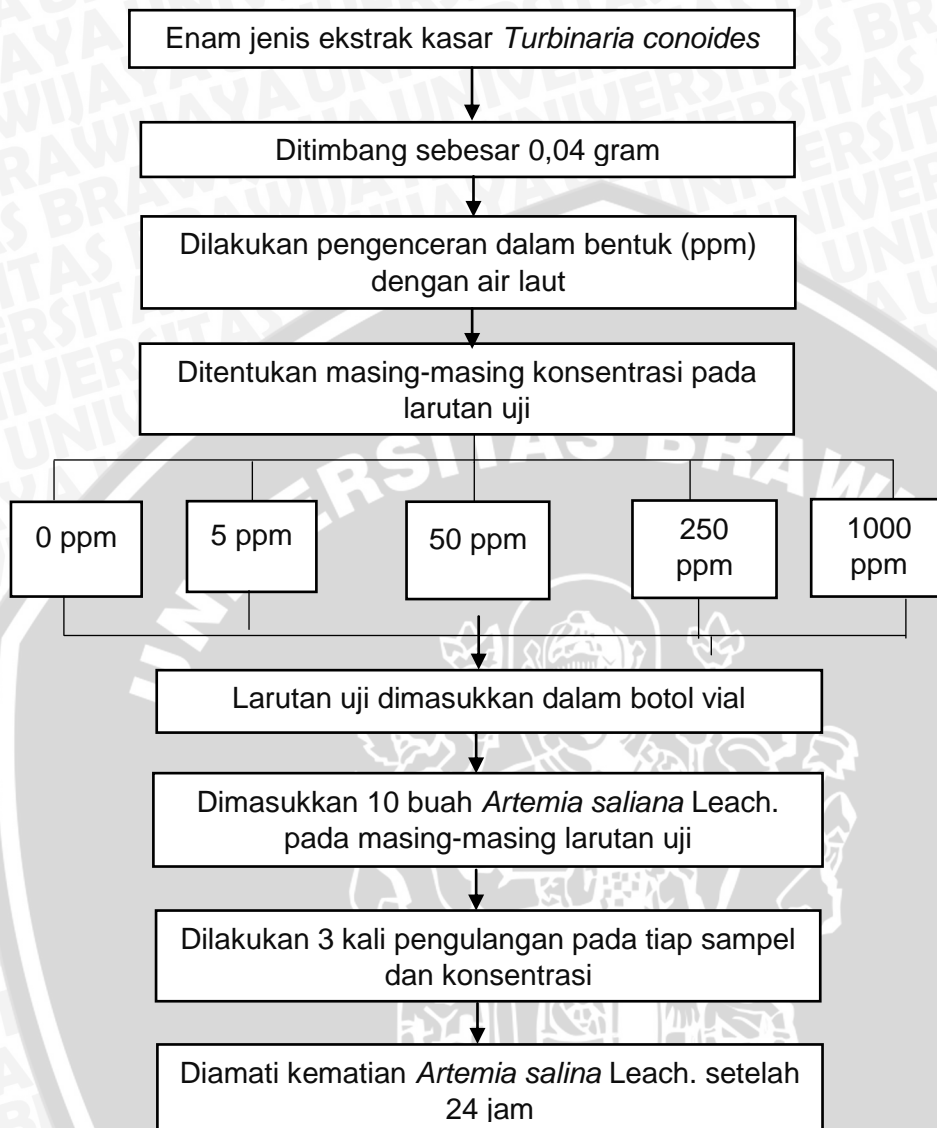 Enam jenis ekstrak kasar Turbinaria conoides
Ditimbang sebesar 0,04 gram
Dilakukan pengenceran dalam bentuk (ppm)
dengan air laut
Ditentukan masing-masing konsentrasi pada
larutan uji
0 ppm
5 ppm
50 ppm
250
ppm
1000
ppm
Larutan uji dimasukkan dalam botol vial
Dimasukkan 10 buah Artemia saliana Leach.
pada masing-masing larutan uji
Dilakukan 3 kali pengulangan pada tiap sampel
dan konsentrasi
Diamati kematian Artemia salina Leach. setelah
24 jam
UNIVERSITAS BRAW